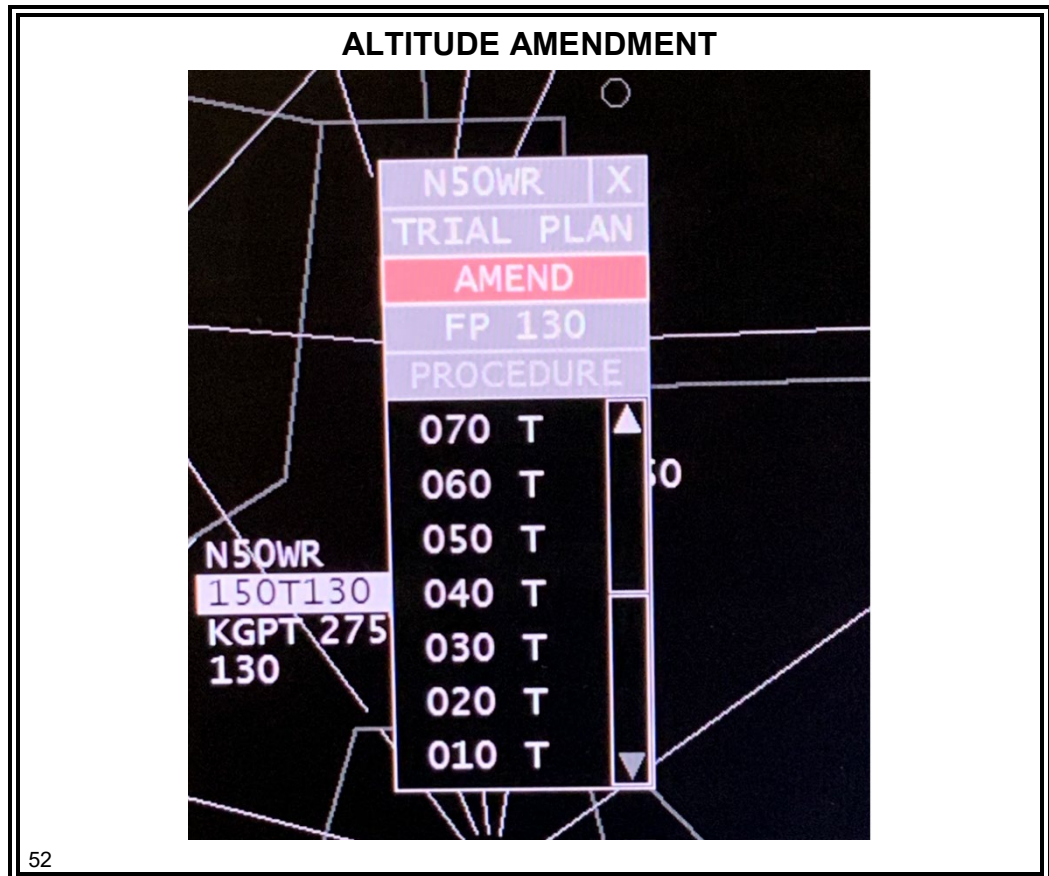 ALTITUDE AMENDMENT
N50WR X
TRIAL PLAN
AMEND
FP 130
PROCEDURE
070 T
060 T
050 T
040 T
030 T
020 T
010 T
N50WR
150T130
KGPT 275
130
52